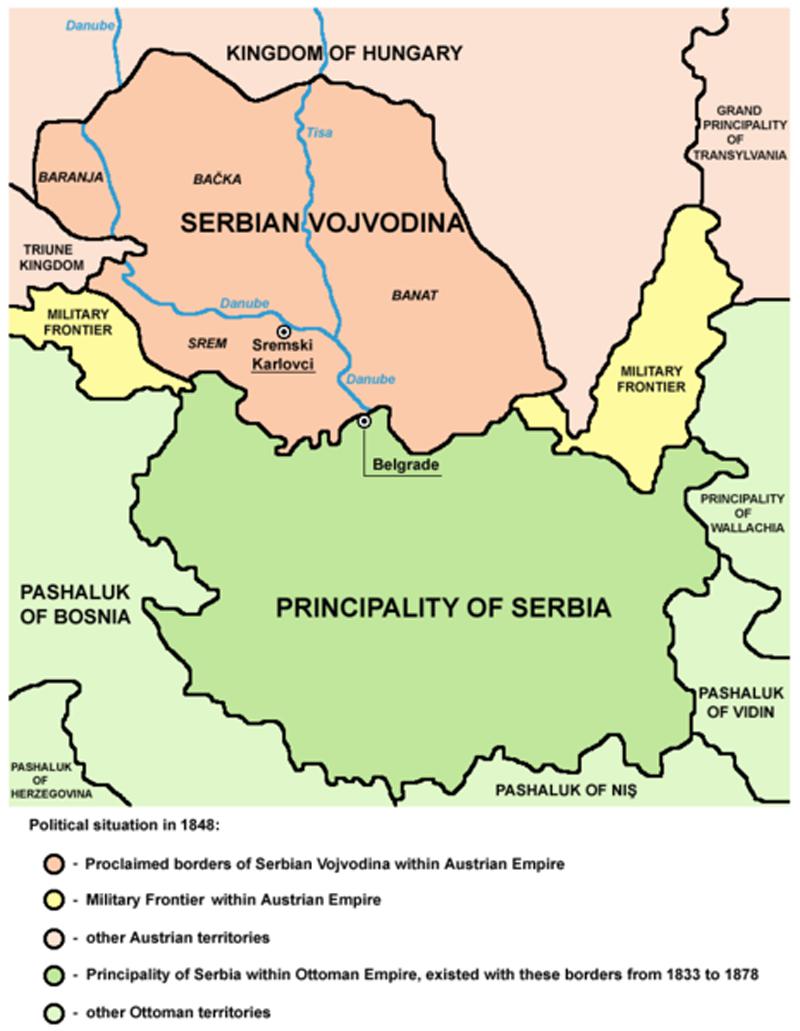 Danube
KINGDOM OF HUNGARY
GRAND
PRINCIPALITY
OF
TRANSYLVANIA
Tisa
BARANJA
BAČKA
SERBIAN VOJVODINA
TRIUNE
KINGDOM
BANAT
Danube
MILITARY
FRONTIER
SREM
Sremski
Karlovci
Danube
MILITARY
FRONTIER
Belgrade
PRINCIPALITY
OF
WALLACHIA
PASHALUK
OF BOSNIA
PRINCIPALITY OF SERBIA
PASHALUK
OF VIDIN
PASHALUK
OF
HERZEGOVINA
PASHALUK OF NIŞ
Political situation in 1848:
- Proclaimed borders of Serbian Vojvodina within Austrian Empire
- Military Frontier within Austrian Empire
- other Austrian territories
- Principality of Serbia within Ottoman Empire, existed with these borders from 1833 to 1878
- other Ottoman territories